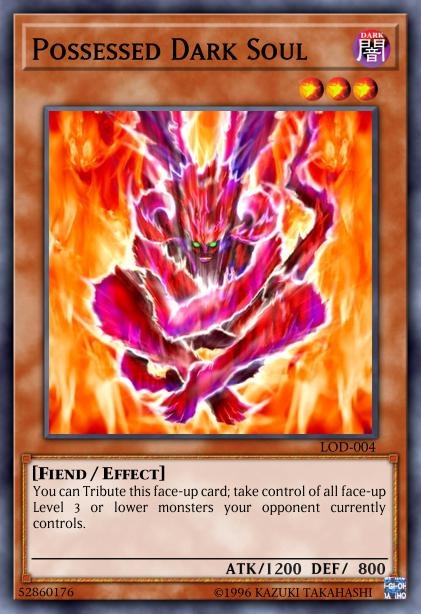 Possessed Dark Soul
DARK
闇
LOD-004
[Fiend / Effect]
You can Tribute this face-up card; take control of all face-up
Level 3 or lower monsters your opponent currently
controls.
ATK/1200 DEF/ 800
52860176
©1996 KAZUKI TAKAHASHI